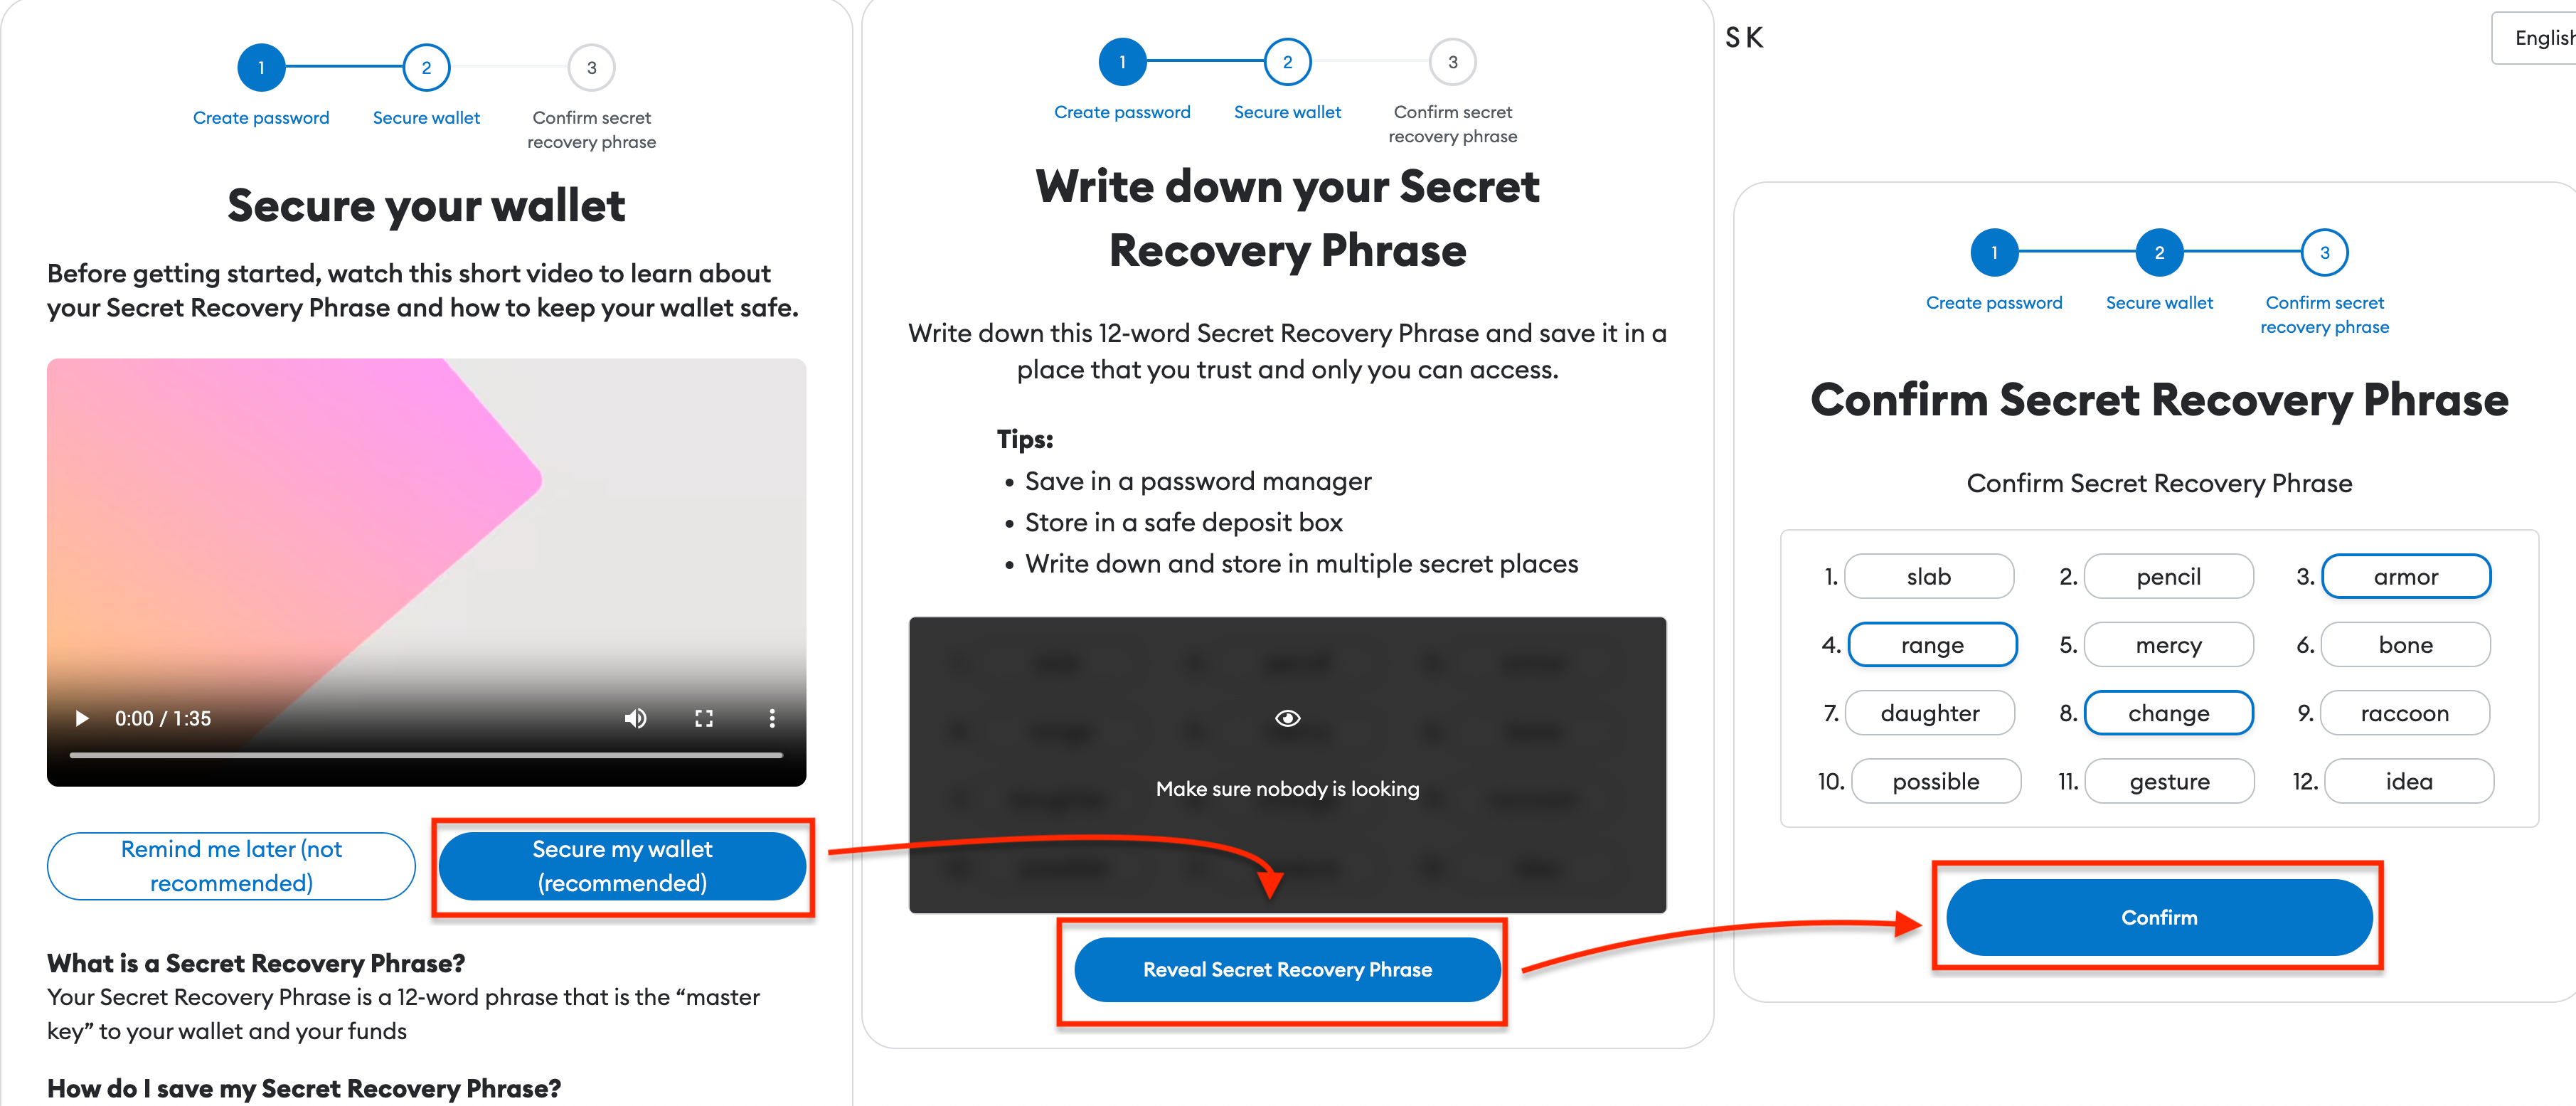 1
2
3
Create password
Secure wallet
Confirm secret
recovery phrase
Secure your wallet
Before getting started, watch this short video to learn about
your Secret Recovery Phrase and how to keep your wallet safe.
0:00 / 1:35
Remind me later (not
recommended)
Secure my wallet
(recommended)
What is a Secret Recovery Phrase?
Your Secret Recovery Phrase is a 12-word phrase that is the “master
key” to your wallet and your funds
How do I save my Secret Recovery Phrase?
1
2
3
Create password
Secure wallet
Confirm secret
recovery phrase
Write down your Secret
Recovery Phrase
Write down this 12-word Secret Recovery Phrase and save it in a
place that you trust and only you can access.
Tips:
• Save in a password manager
• Store in a safe deposit box
• Write down and store in multiple secret places
Make sure nobody is looking
Reveal Secret Recovery Phrase
SK
English
1
2
3
Create password
Secure wallet
Confirm secret
recovery phrase
Confirm Secret Recovery Phrase
Confirm Secret Recovery Phrase
1. slab 2. pencil 3. armor
4. range 5. mercy 6. bone
7. daughter 8. change 9. raccoon
10. possible 11. gesture 12. idea
Confirm